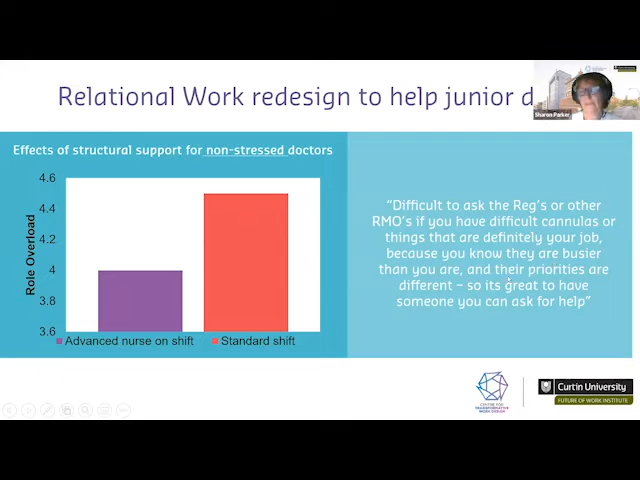 Relational Work redesign to help junior d
Sharon Parker
Effects of structural support for non-stressed doctors
4.6
4.4
4.2
4
3.8
3.6
Role Overload
Advanced nurse on shift
Standard shift
“Difficult to ask the Reg’s or other
RMO’s if you have difficult cannulas or
things that are definitely your job,
because you know they are busier
than you are, and their priorities are
different – so its great to have
someone you can ask for help”
CENTRE FOR
TRANSFORMATIVE
WORK DESIGN
Curtin University
FUTURE OF WORK INSTITUTE